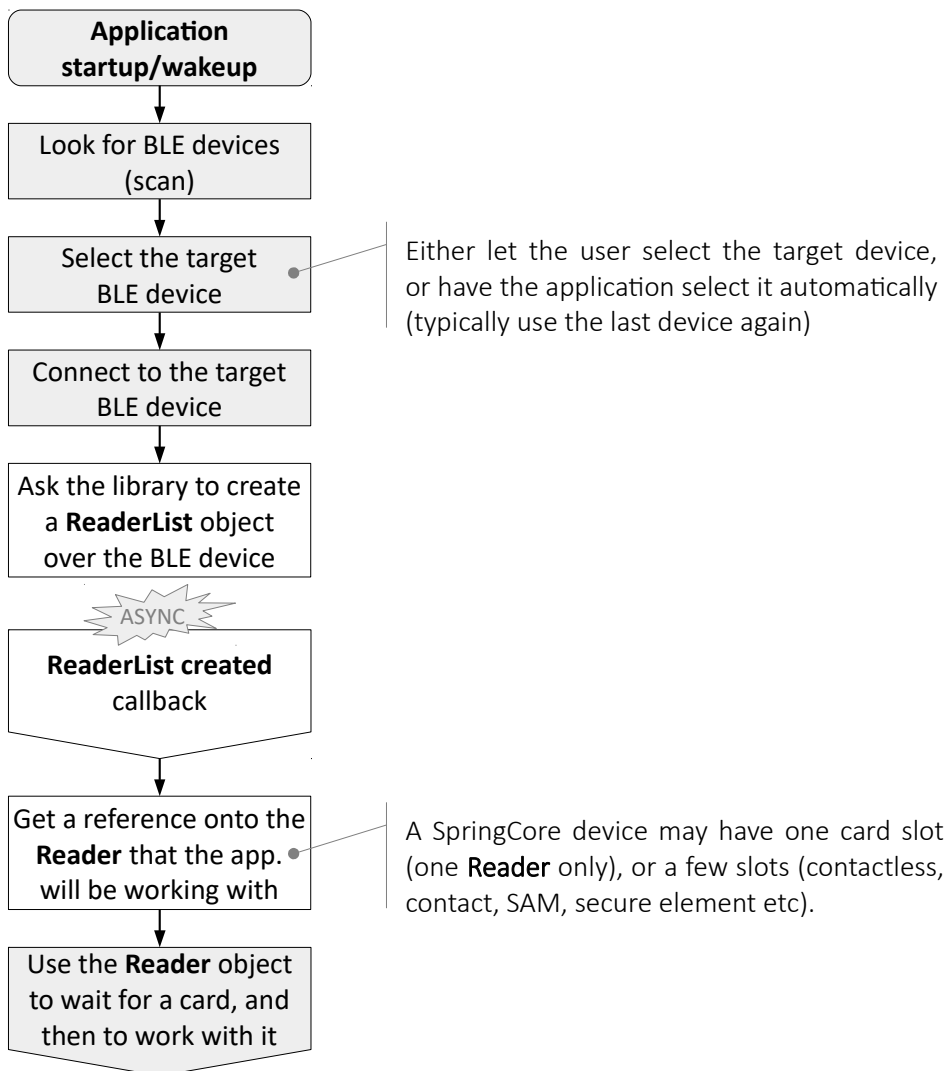 Application
startup/wakeup
Look for BLE devices
(scan)
Select the target
BLE device
Either let the user select the target device,
or have the application select it automatically
(typically use the last device again)
Connect to the target
BLE device
Ask the library to create
a ReaderList object
over the BLE device
ASYNC
ReaderList created
callback
Get a reference onto the
Reader that the app.
will be working with
A SpringCore device may have one card slot
(one Reader only), or a few slots (contactless,
contact, SAM, secure element etc).
Use the Reader object
to wait for a card, and
then to work with it